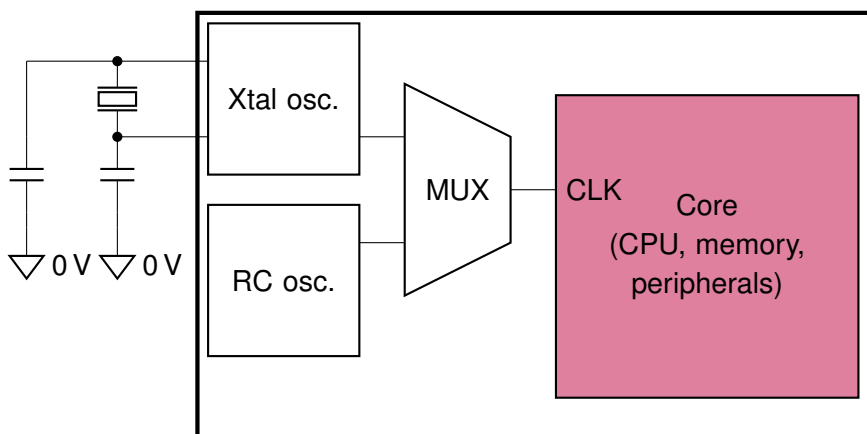 Xtal osc.
MUX
CLK
Core
(CPU, memory,
peripherals)
0 V
0 V
RC osc.